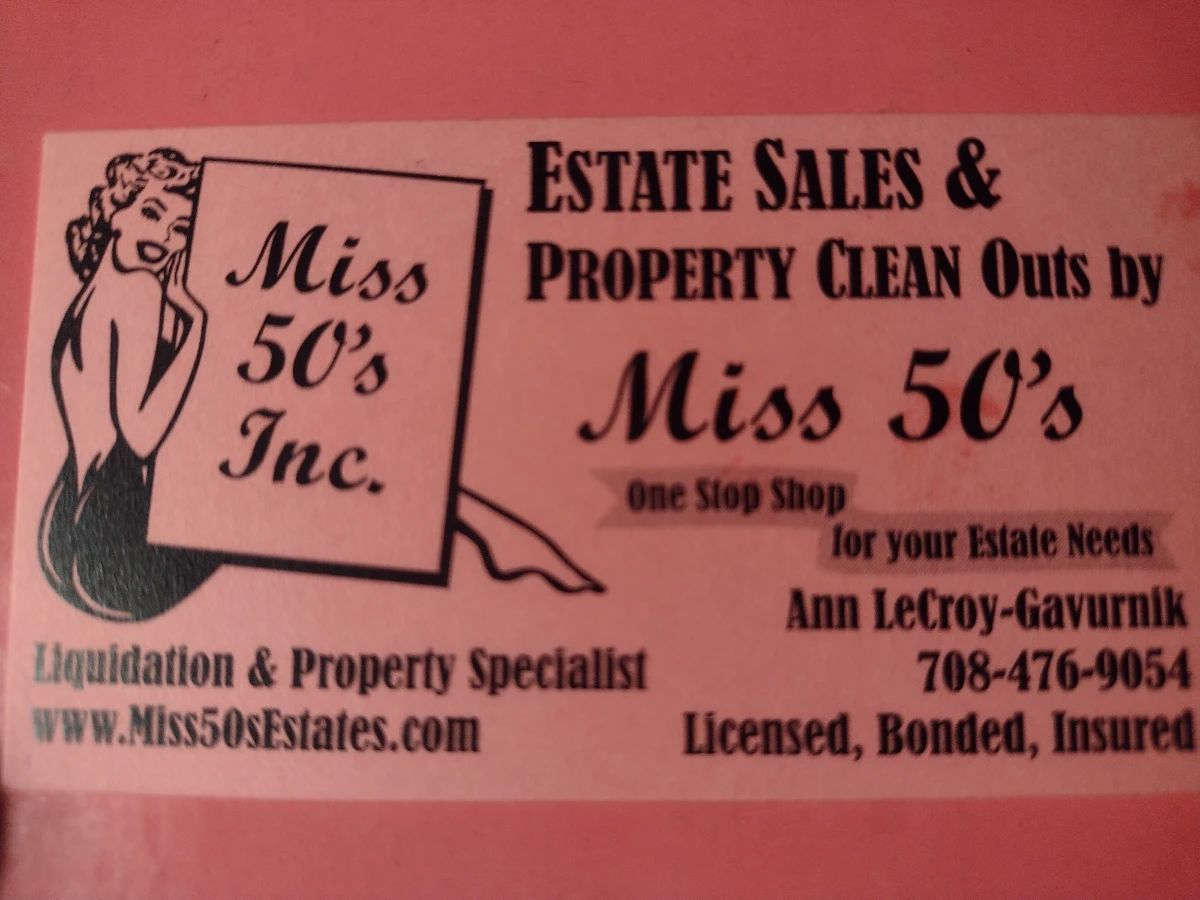 Miss
50's
Inc.
ESTATE SALES &
PROPERTY CLEAN Outs by
Miss 50's
One Stop Shop
for your Estate Needs
Ann LeCroy-Gavurnik
Liquidation & Property Specialist
708-476-9054
www.Miss50sEstates.com
Licensed, Bonded, Insured